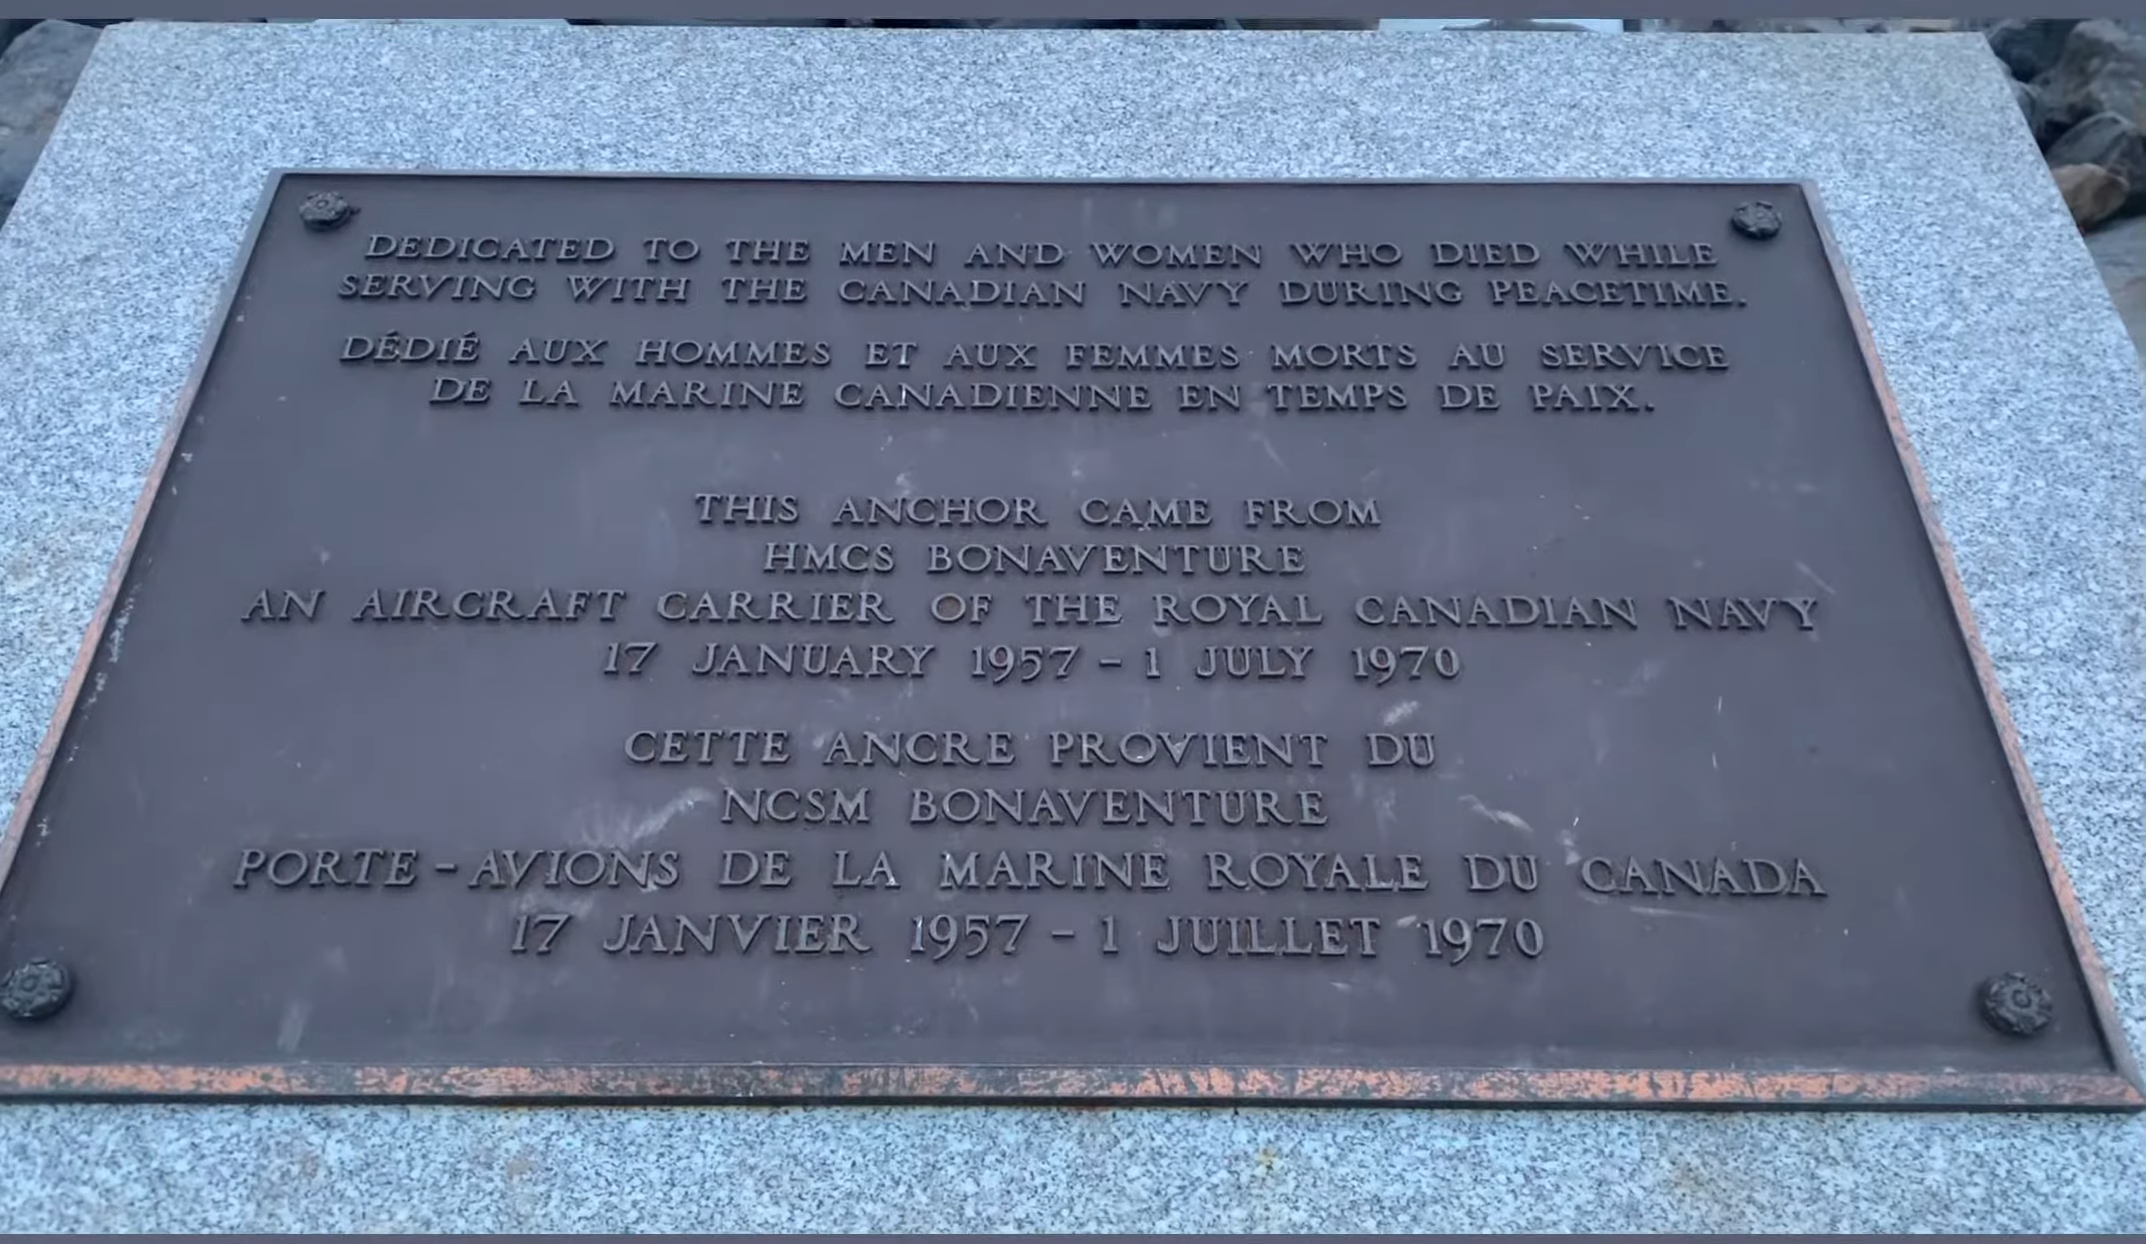 DEDICATED TO THE MEN AND WOMEN WHO DIED WHILE
SERVING WITH THE CANADIAN NAVY DURING PEACETIME.
DÉDIÉ AUX HOMMES ET AUX FEMMES MORTS AU SERVICE
DE LA MARINE CANADIENNE EN TEMPS DE PAIX.
THIS ANCHOR CAME FROM
HMCS BONAVENTURE
AN AIRCRAFT CARRIER OF THE ROYAL CANADIAN NAVY
17 JANUARY 1957 - 1 JULY 1970
CETTE ANCRE PROVIENT DU
NCSM BONAVENTURE
PORTE-AVIONS DE LA MARINE ROYALE DU CANADA
17 JANVIER 1957 - 1 JUILLET 1970